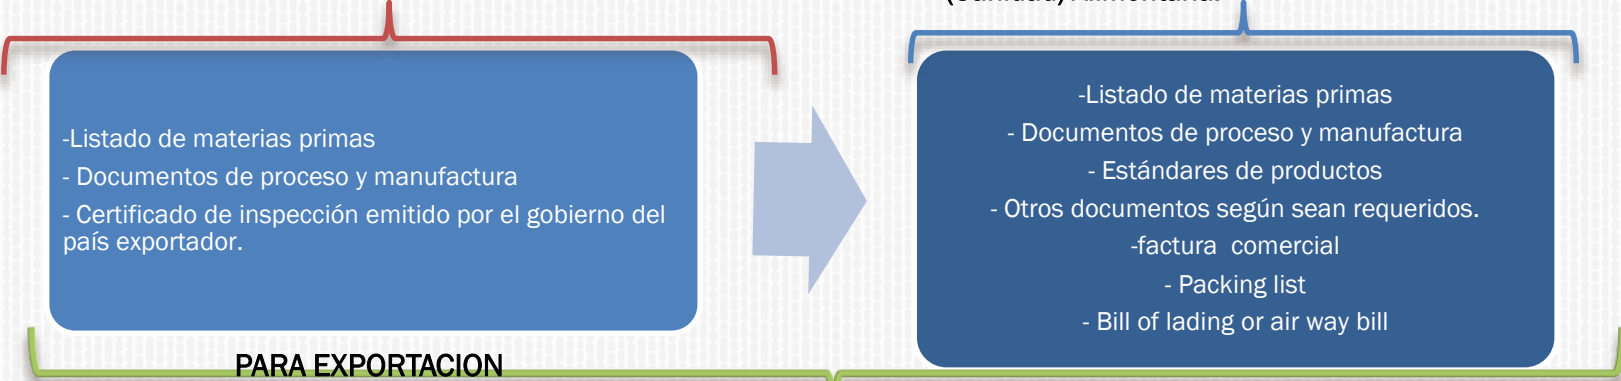 (Sanidad) Alimentaria.
-Listado de materias primas
- Documentos de proceso y manufactura
- Certificado de inspección emitido por el gobierno del
país exportador.
-Listado de materias primas
- Documentos de proceso y manufactura
- Estándares de productos
- Otros documentos según sean requeridos.
-factura  comercial
- Packing list
- Bill of lading or air way bill
PARA EXPORTACION